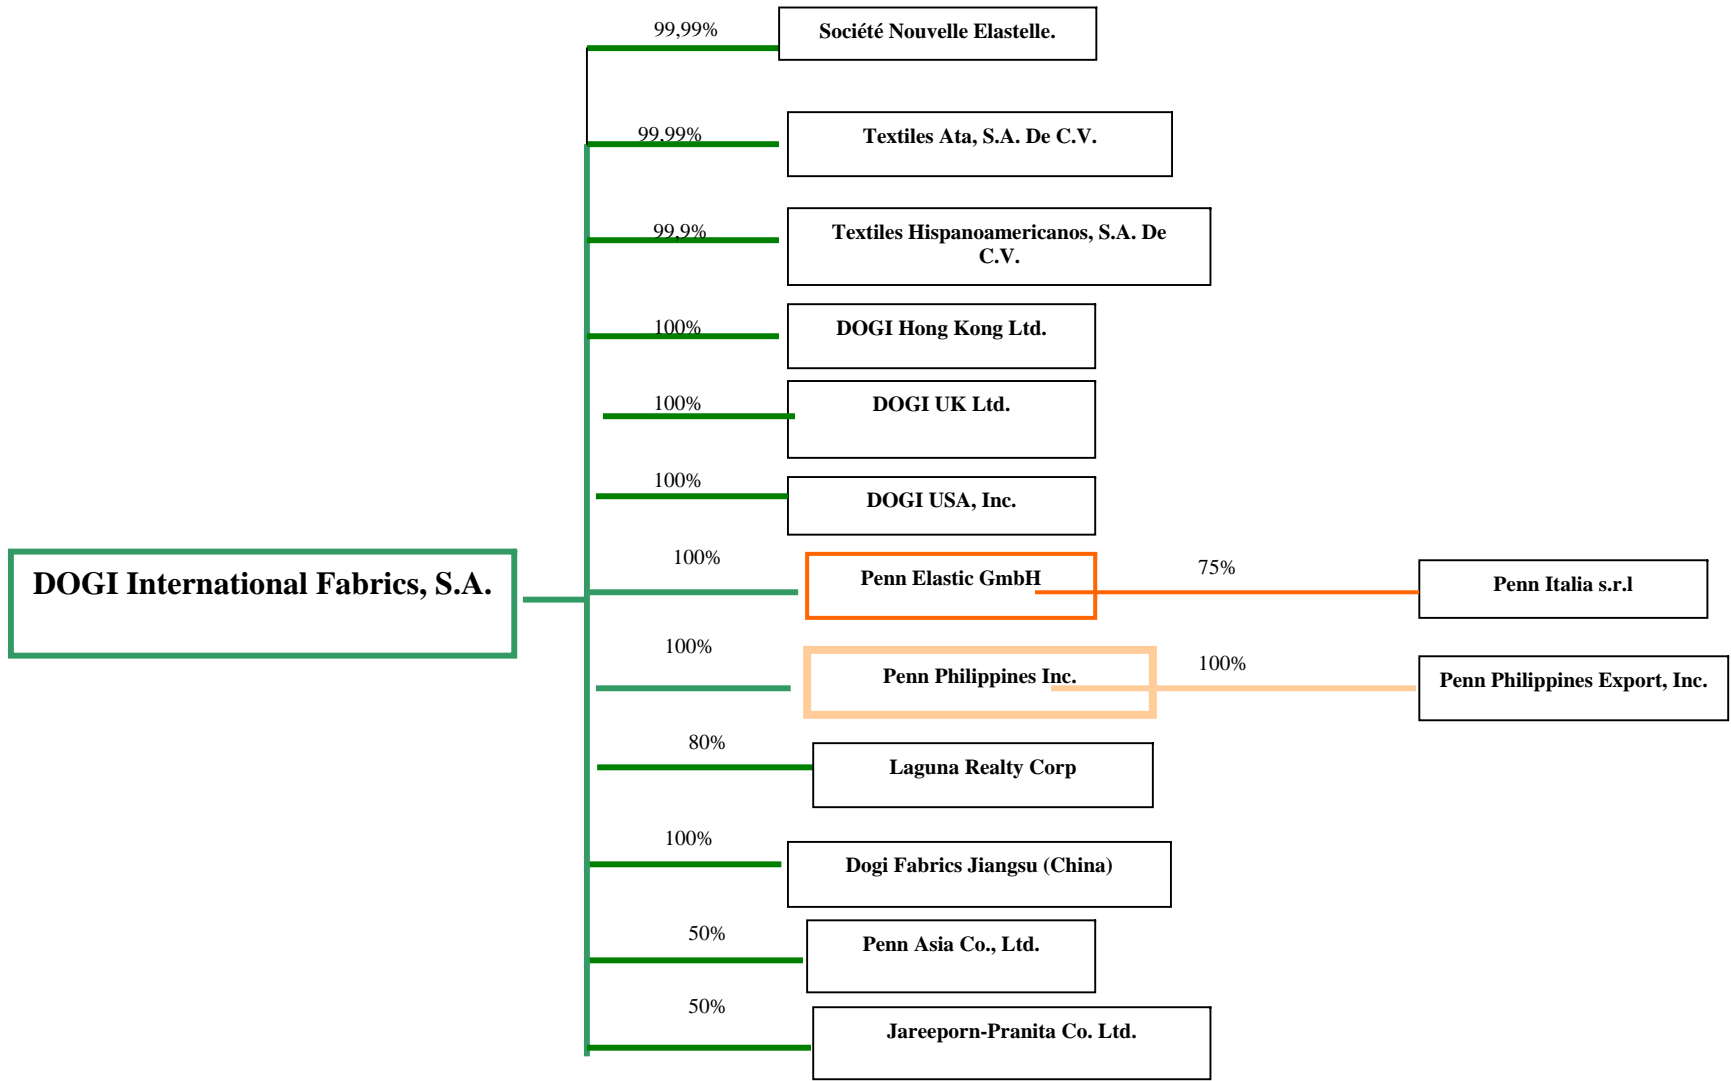 99,99%
Société Nouvelle Elastelle.
99,99%
Textiles Ata, S.A. De C.V.
99,9%
Textiles Hispanoamericanos, S.A. De
C.V.
100%
DOGI Hong Kong Ltd.
100%
DOGI UK Ltd.
100%
DOGI USA, Inc.
DOGI International Fabrics, S.A.
100%
Penn Elastic GmbH
75%
Penn Italia s.r.l
100%
Penn Philippines Inc.
100%
Penn Philippines Export, Inc.
80%
Laguna Realty Corp
100%
Dogi Fabrics Jiangsu (China)
50%
Penn Asia Co., Ltd.
50%
Jareeporn-Pranita Co. Ltd.